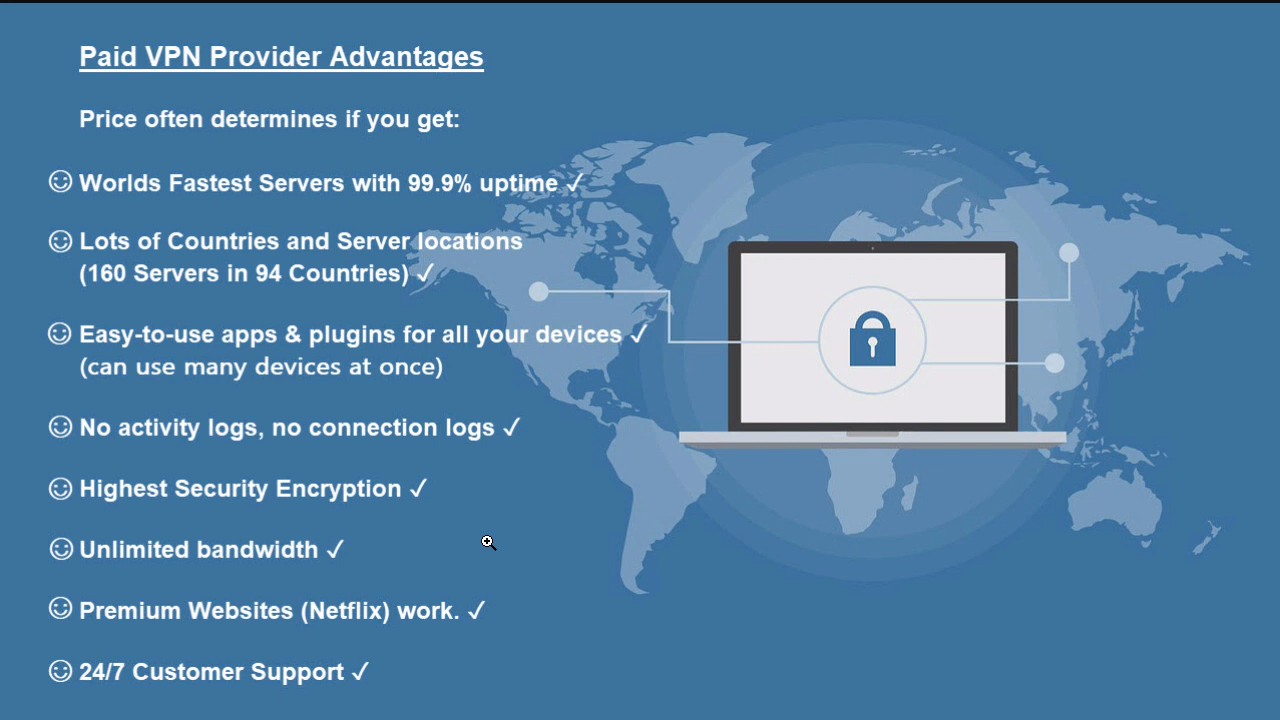 Paid VPN Provider Advantages
Price often determines if you get:
Worlds Fastest Servers with 99.9% uptime ✓
Lots of Countries and Server locations
(160 Servers in 94 Countries) ✓
Easy-to-use apps & plugins for all your devices ✓
(can use many devices at once)
No activity logs, no connection logs ✓
Highest Security Encryption ✓
Unlimited bandwidth ✓
Premium Websites (Netflix) work. ✓
24/7 Customer Support ✓